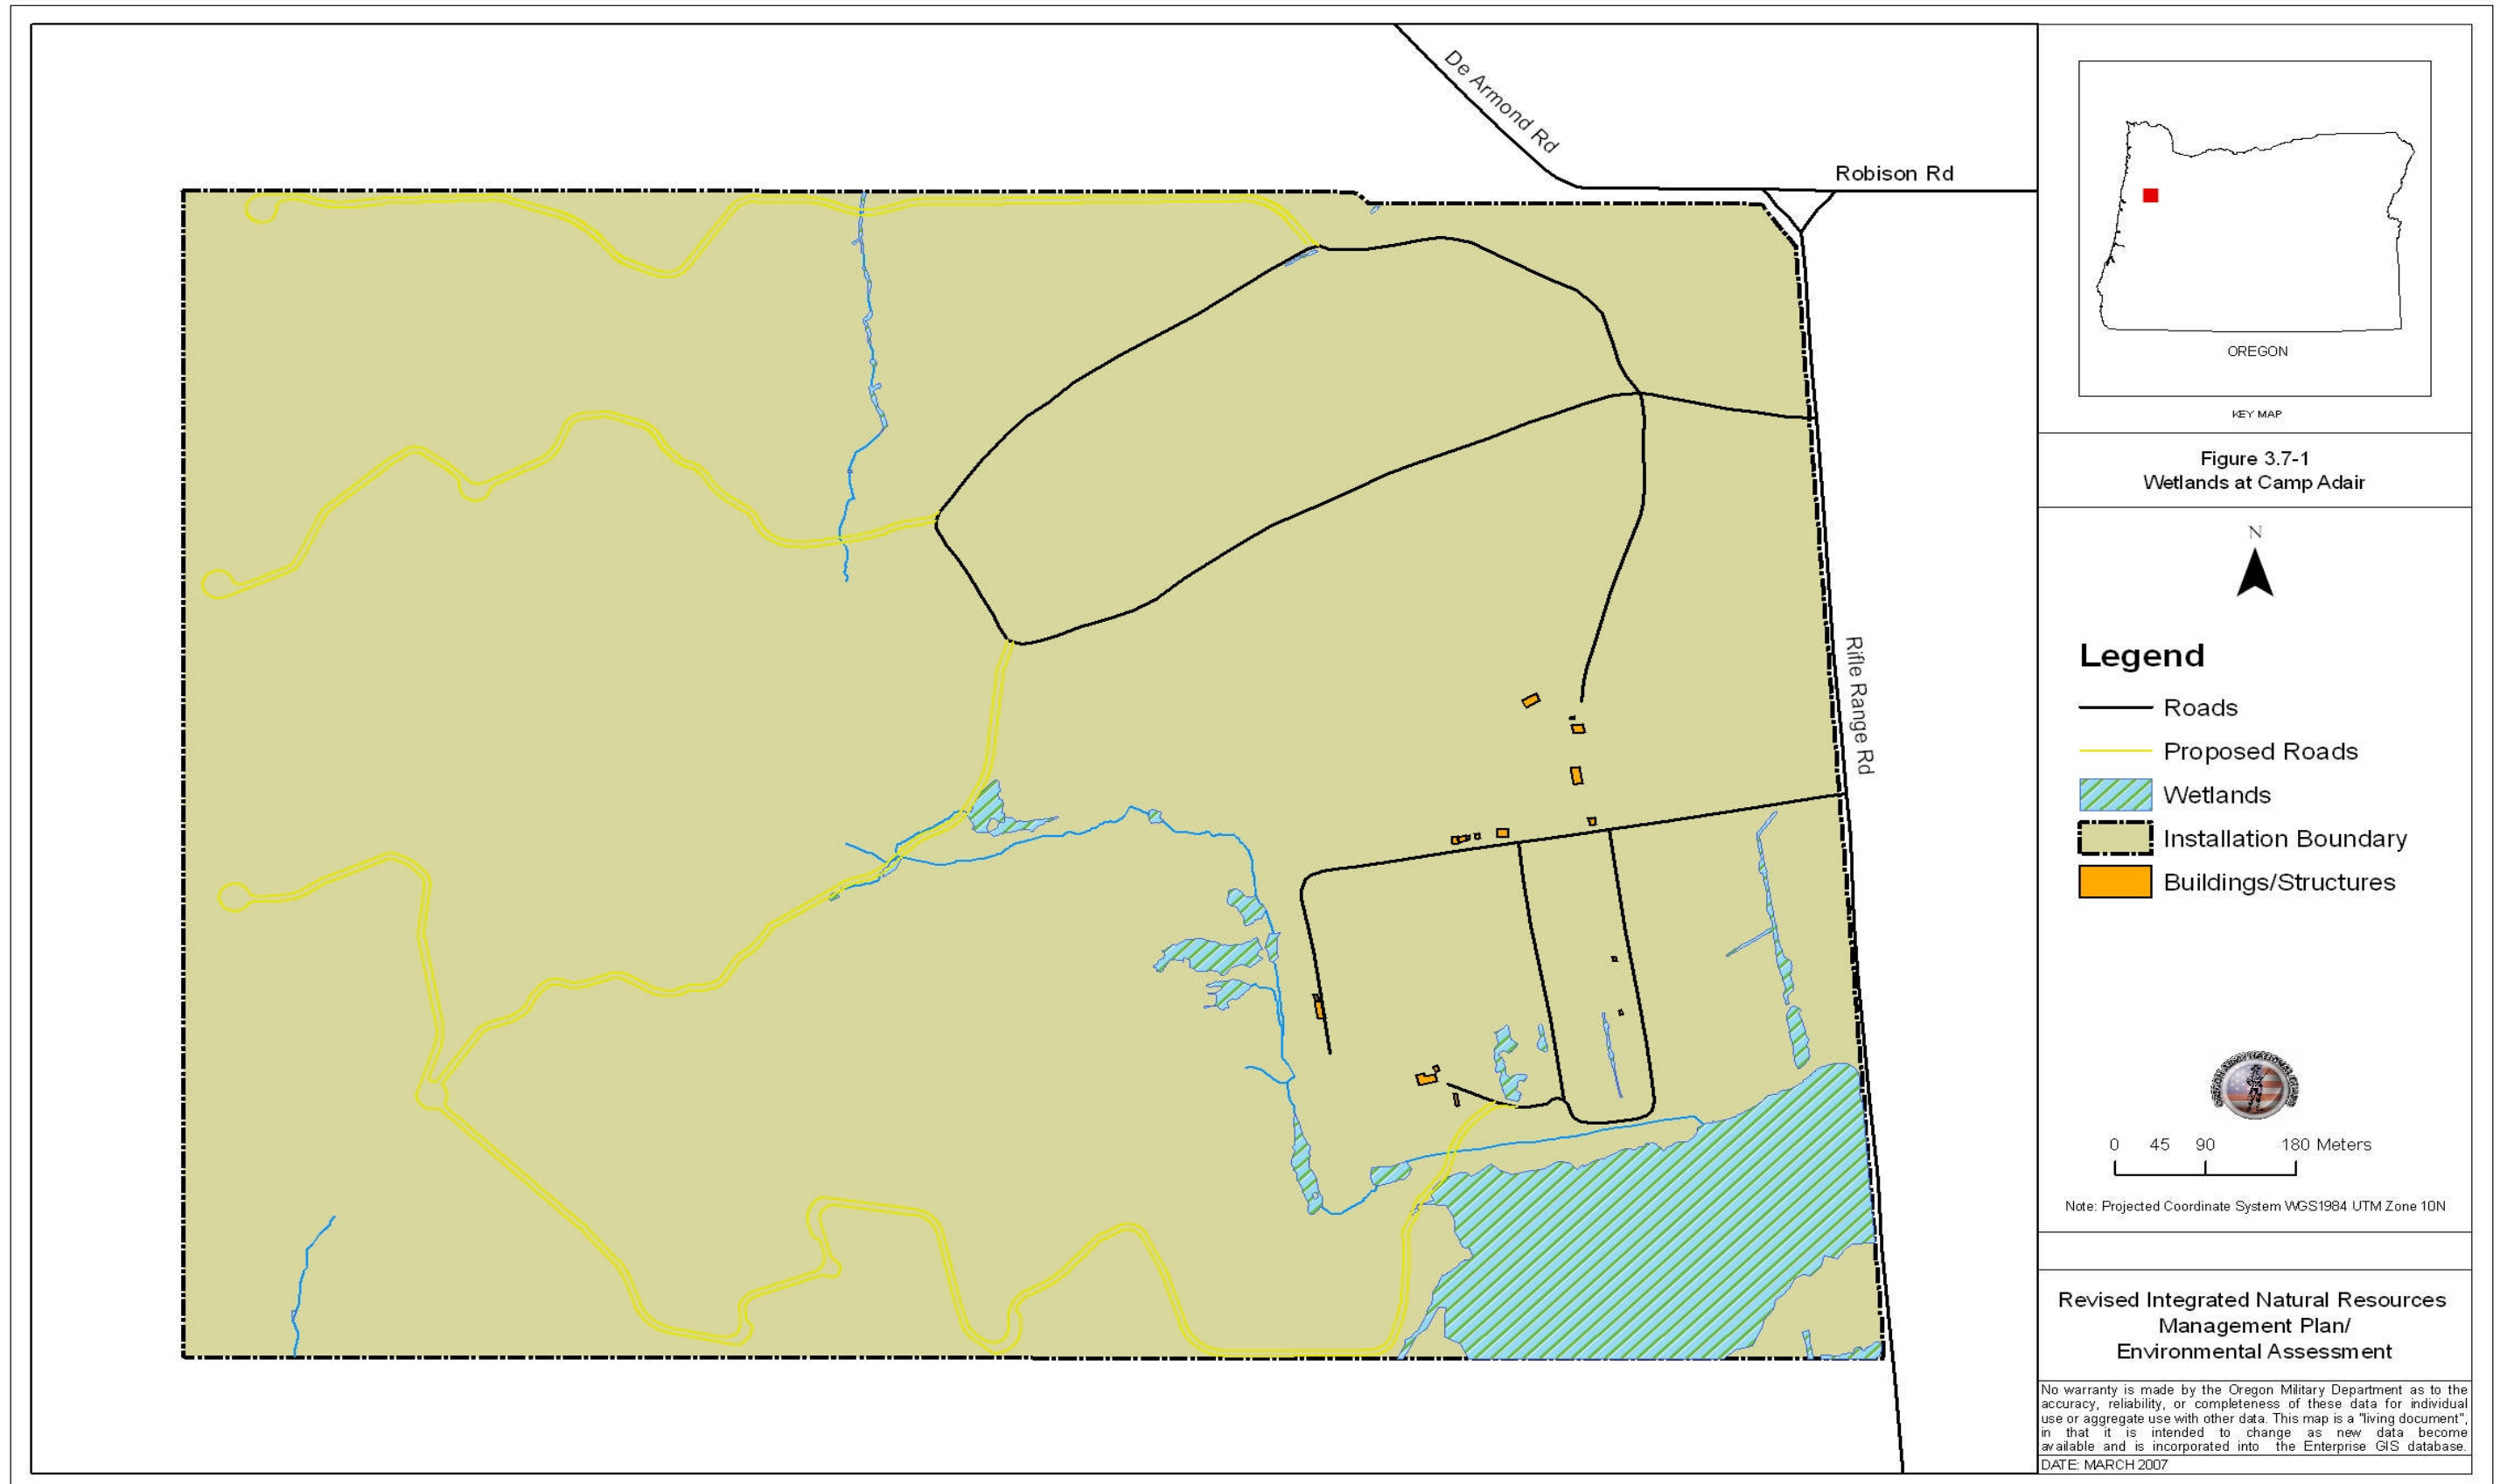 De Armond Rd
Robison Rd
Rifle Range Rd
OREGON
KEY MAP
Figure 3.7-1
Wetlands at Camp Adair
N
Legend
Roads
Proposed Roads
Wetlands
Installation Boundary
Buildings/Structures
0 45 90 180 Meters
Note: Projected Coordinate System WGS1984 UTM Zone 10N
Revised Integrated Natural Resources
Management Plan/
Environmental Assessment
No warranty is made by the Oregon Military Department as to the
accuracy, reliability, or completeness of these data for individual
use or aggregate use with other data. This map is a "living document",
in that it is intended to change as new data become
available and is incorporated into the Enterprise GIS database.
DATE: MARCH 2007